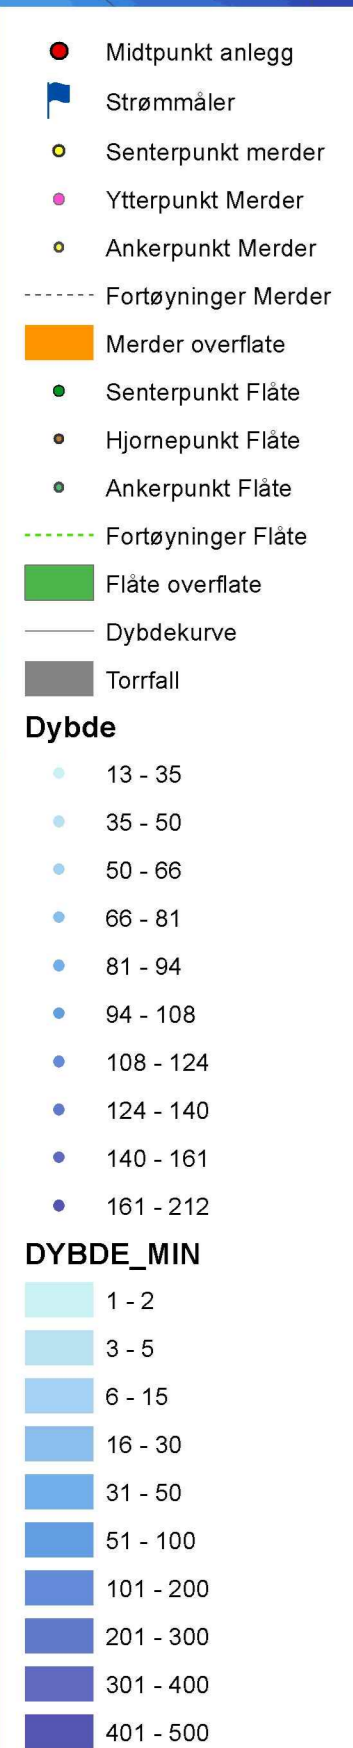 Midtpunkt anlegg
Strømmåler
Senterpunkt merder
Ytterpunkt Merder
Ankerpunkt Merder
Fortøyninger Merder
Merder overflate
Senterpunkt Flåte
Hjornepunkt Flåte
Ankerpunkt Flåte
Fortøyninger Flåte
Flåte overflate
Dybdekurve
Torrfall
Dybde
13 - 35
35 - 50
50 - 66
66 - 81
81 - 94
94 - 108
108 - 124
124 - 140
140 - 161
161 - 212
DYBDE_MIN
1 - 2
3 - 5
6 - 15
16 - 30
31 - 50
51 - 100
101 - 200
201 - 300
301 - 400
401 - 500